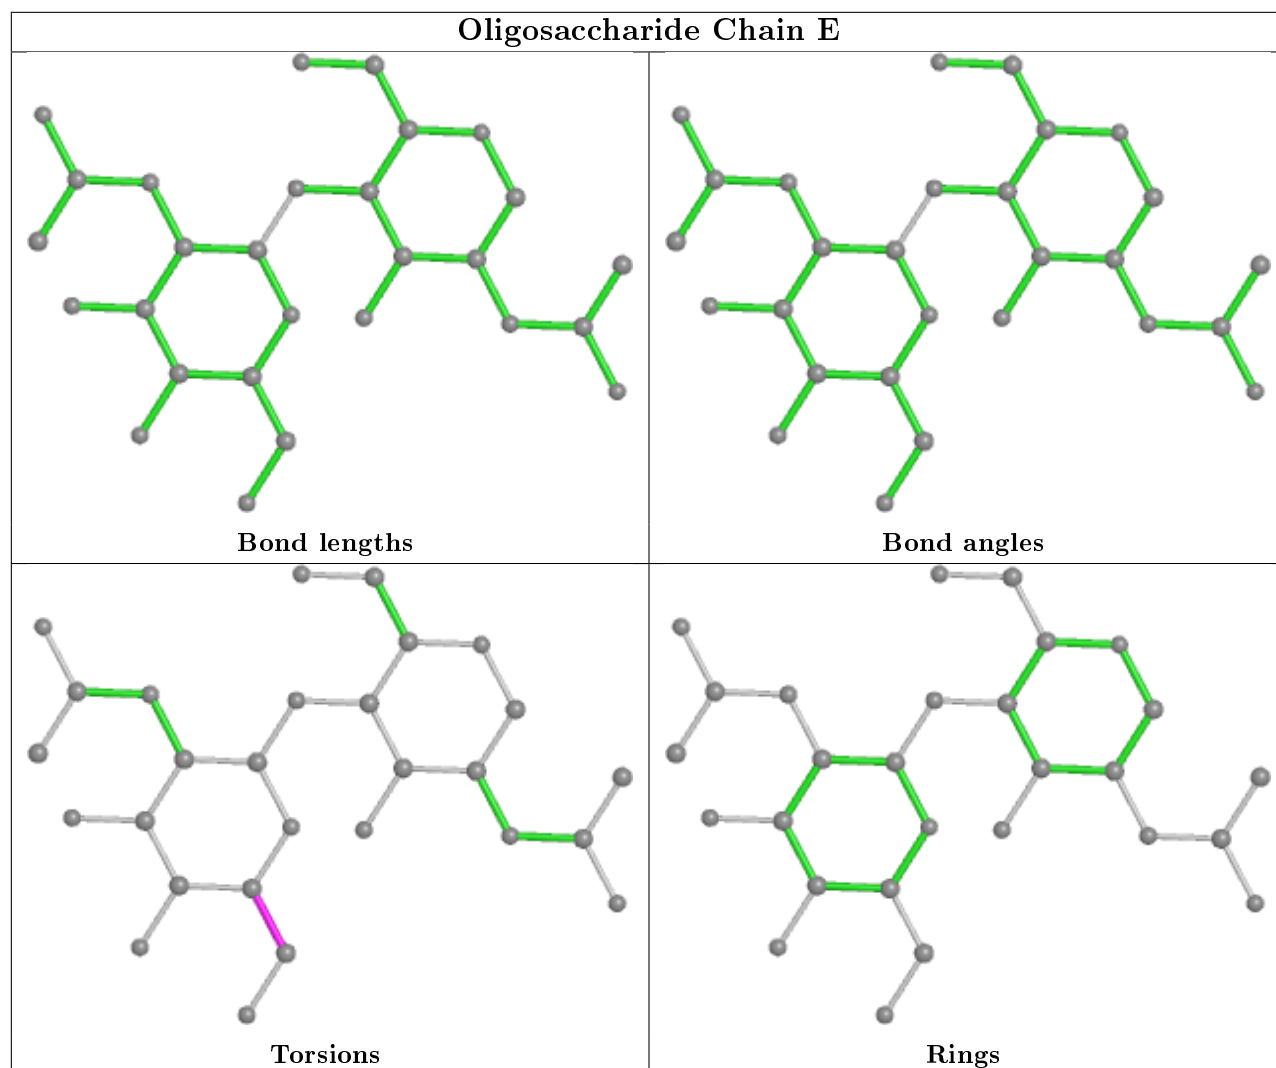 Oligosaccharide Chain E
Bond lengths
Bond angles
Torsions
Rings